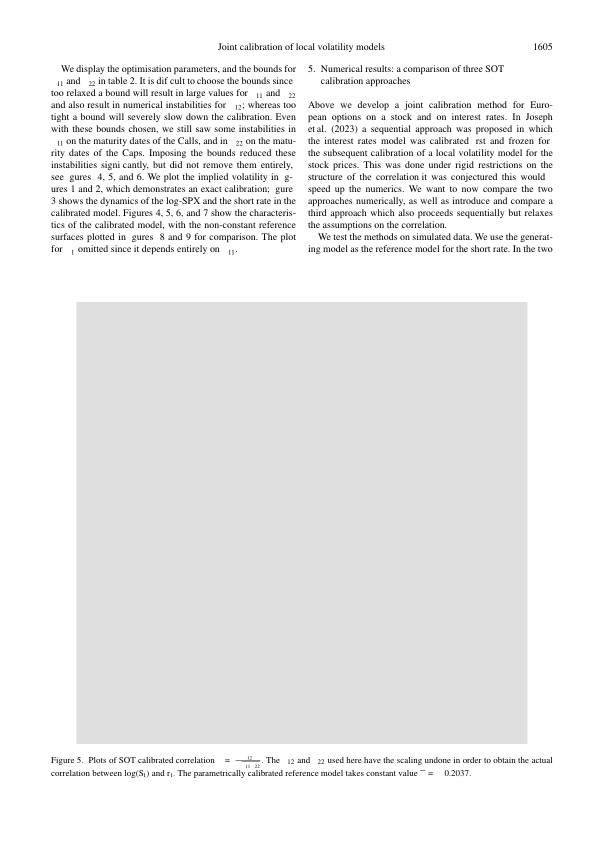 Joint calibration of local volatility models 1605
We display the optimisation parameters, and the bounds for
11 and 22 in table 2. It is dif cult to choose the bounds since
too relaxed a bound will result in large values for 11 and 22
and also result in numerical instabilities for 12; whereas too
tight a bound will severely slow down the calibration. Even
with these bounds chosen, we still saw some instabilities in
11 on the maturity dates of the Calls, and in 22 on the matu-
rity dates of the Caps. Imposing the bounds reduced these
instabilities signi cantly, but did not remove them entirely,
see gures 4, 5, and 6. We plot the implied volatility in g-
ures 1 and 2, which demonstrates an exact calibration; gure
3 shows the dynamics of the log-SPX and the short rate in the
calibrated model. Figures 4, 5, 6, and 7 show the characteris-
tics of the calibrated model, with the non-constant reference
surfaces plotted in gures 8 and 9 for comparison. The plot
for 1 omitted since it depends entirely on 11.
5. Numerical results: a comparison of three SOT
calibration approaches
Above we develop a joint calibration method for Euro-
pean options on a stock and on interest rates. In Joseph
et al. (2023) a sequential approach was proposed in which
the interest rates model was calibrated rst and frozen for
the subsequent calibration of a local volatility model for the
stock prices. This was done under rigid restrictions on the
structure of the correlation it was conjectured this would
speed up the numerics. We want to now compare the two
approaches numerically, as well as introduce and compare a
third approach which also proceeds sequentially but relaxes
the assumptions on the correlation.
We test the methods on simulated data. We use the generat-
ing model as the reference model for the short rate. In the two
Figure 5. Plots of SOT calibrated correlation = 12 / 11 22. The 12 and 22 used here have the scaling undone in order to obtain the actual
correlation between log(St) and rt. The parametrically calibrated reference model takes constant value ¯ = 0.2037.